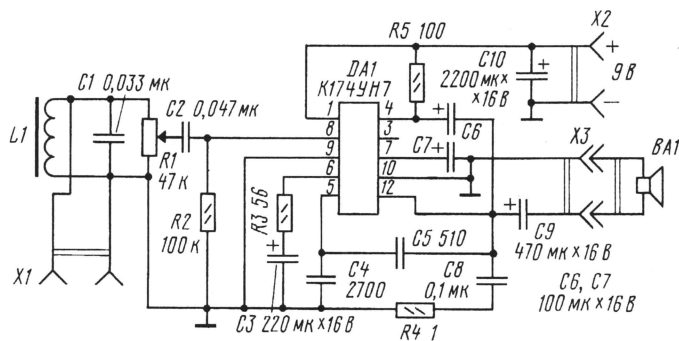 R5 100
X2
+
9 В
−
DA1
К174УН7
C10
2200 мк×
×16 В
+
C1 0,033 мк
C2 0,047 мк
L1
R1
47 к
1
8
9
6
5
4
3
7
10
12
+
C6
C7
+
X3
BA1
R2
100 к
R3 56
+
C5 510
+
C9
470 мк×16 В
C4
2700
C8
0,1 мк
C6, C7
100 мк×16 В
X1
C3 220 мк×16 В
R4 1